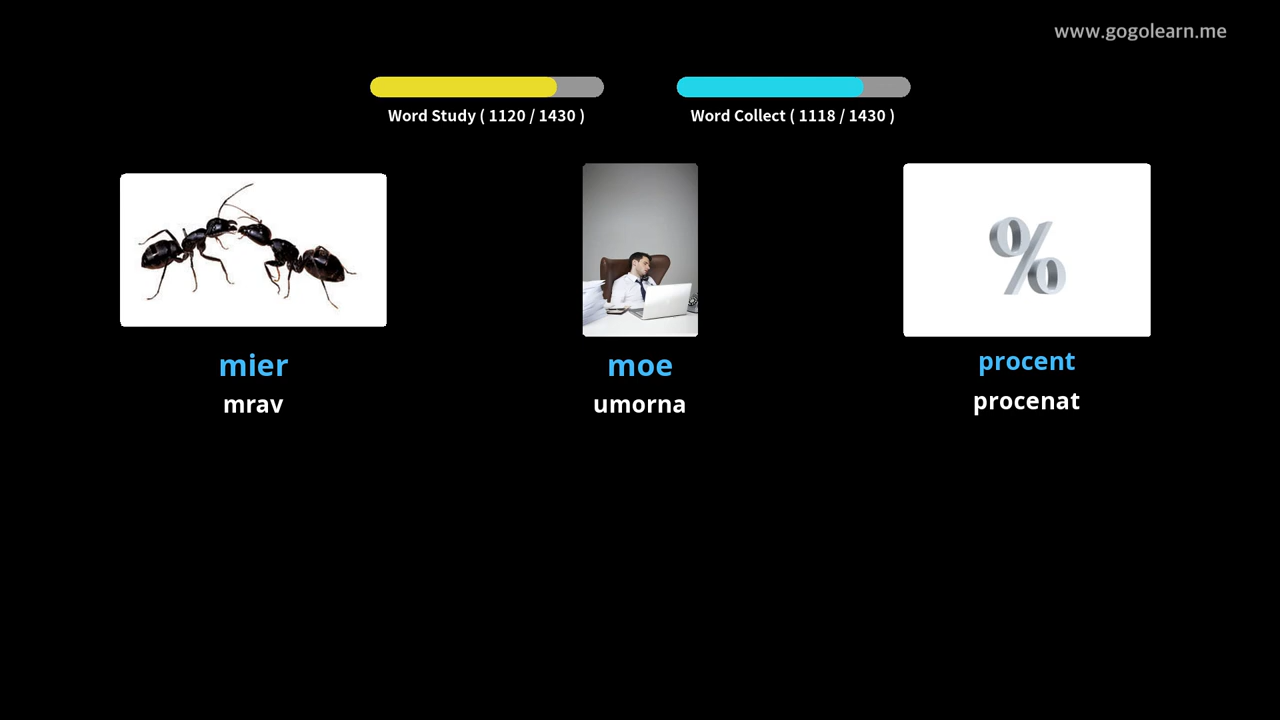 www.gogolearn.me
Word Study ( 1120 / 1430 )
Word Collect ( 1118 / 1430 )
mier
mrav
moe
umorna
%
procent
procenat